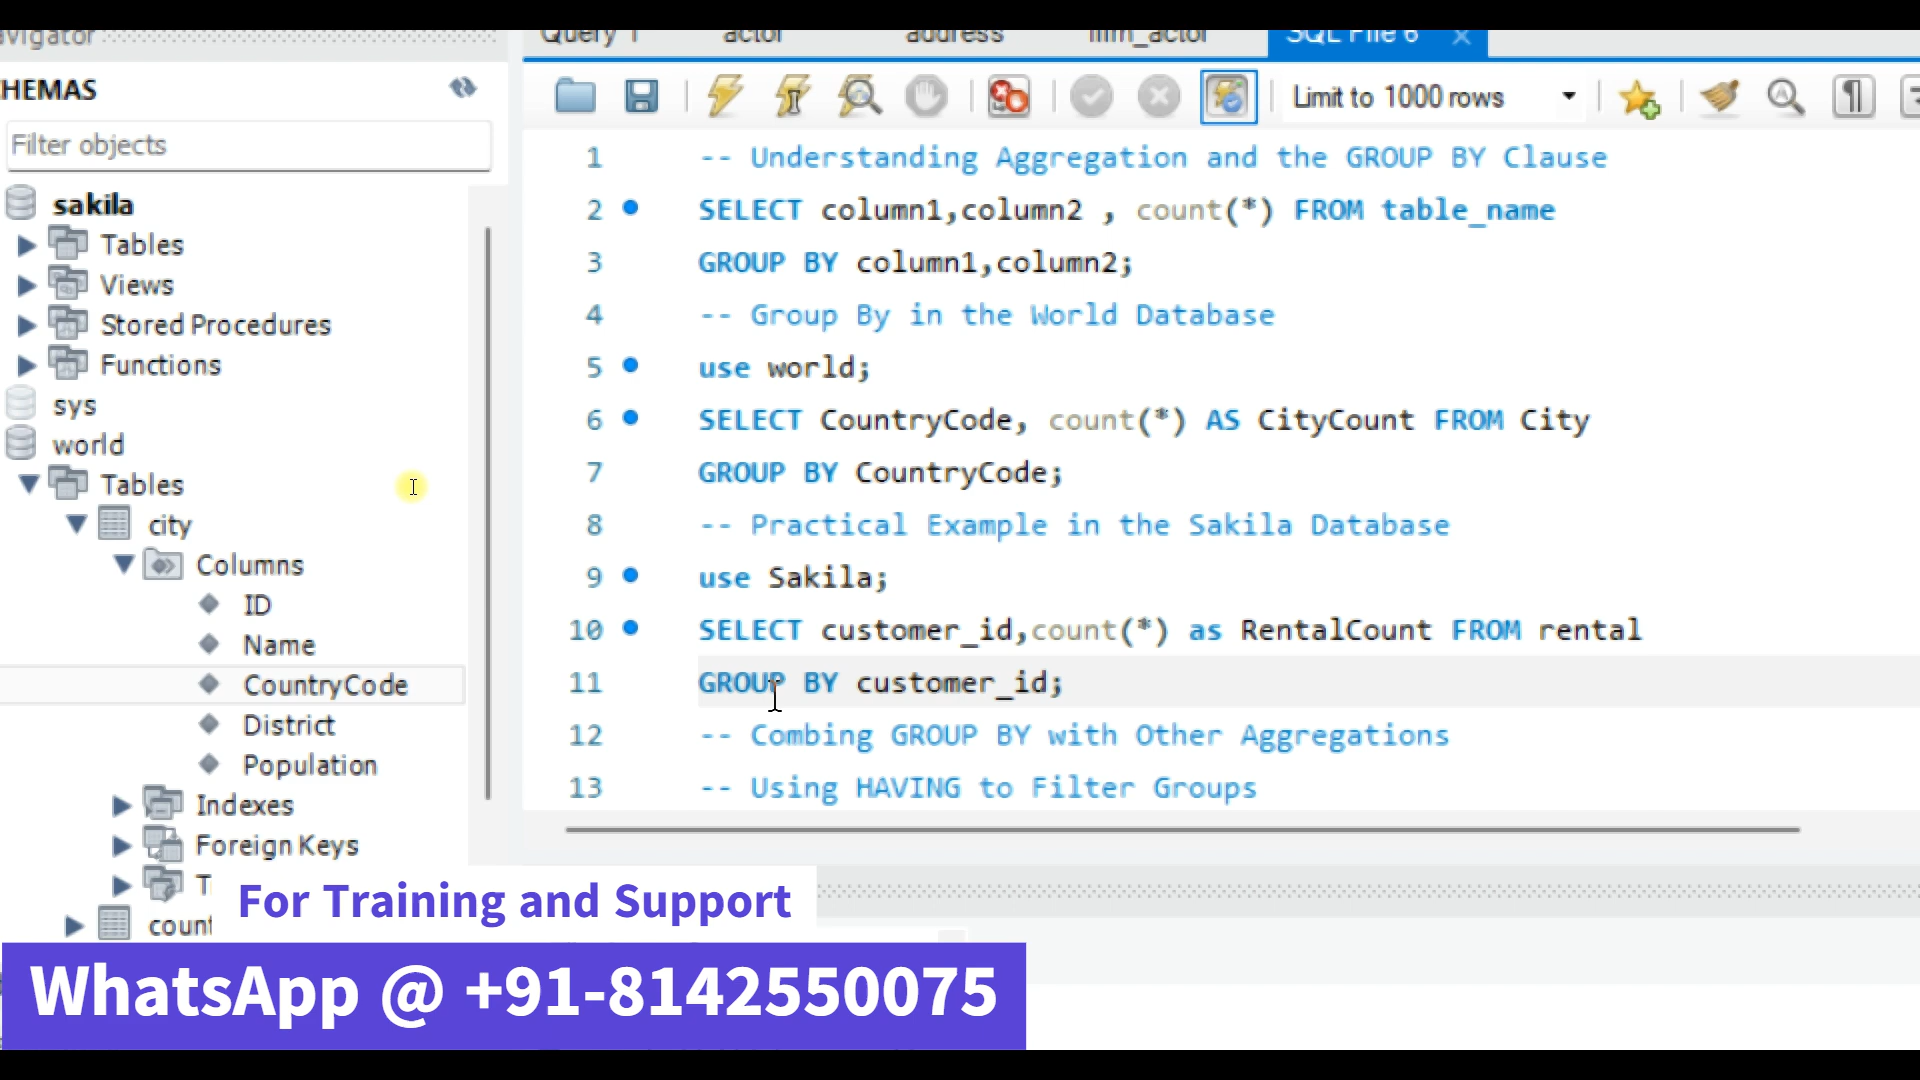 HEMAS
Filter objects
sakila
Tables
Views
Stored Procedures
Functions
sys
world
Tables
city
Columns
ID
Name
CountryCode
District
Population
Indexes
Foreign Keys
Query 1
actor
address
film_actor
SQL File 6
Limit to 1000 rows
1 -- Understanding Aggregation and the GROUP BY Clause
2 SELECT column1,column2 , count(*) FROM table_name
3 GROUP BY column1,column2;
4 -- Group By in the World Database
5 use world;
6 SELECT CountryCode, count(*) AS CityCount FROM City
7 GROUP BY CountryCode;
8 -- Practical Example in the Sakila Database
9 use Sakila;
10 SELECT customer_id,count(*) as RentalCount FROM rental
11 GROUP BY customer_id;
12 -- Combing GROUP BY with Other Aggregations
13 -- Using HAVING to Filter Groups
For Training and Support
WhatsApp @ +91-8142550075